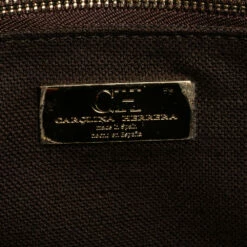 CH
CAROLINA HERRERA
made in Spain
hecho en España